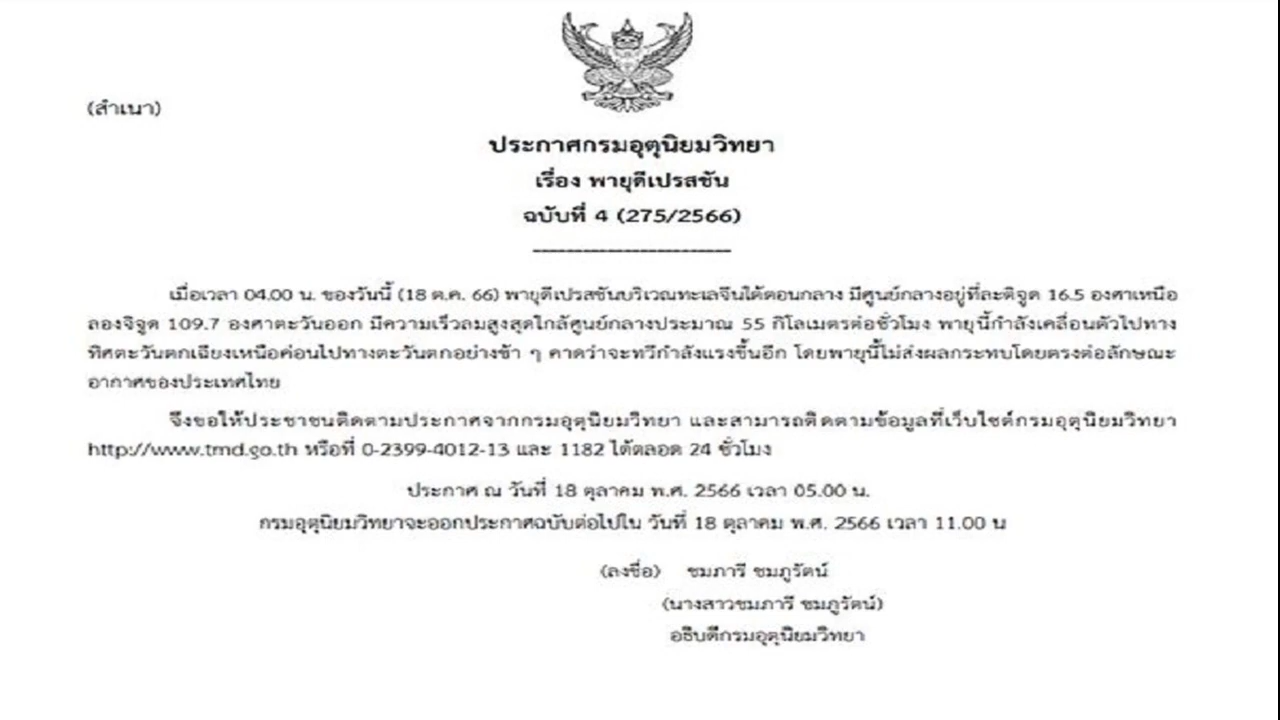 (สำเนา)
ประกาศกรมอุตุนิยมวิทยา
เรื่อง พายุดีเปรสชัน
ฉบับที่ 4 (275/2566)
เมื่อเวลา 04.00 น. ของวันนี้ (18 ต.ค. 66) พายุดีเปรสชันบริเวณทะเลจีนใต้ตอนกลาง มีศูนย์กลางอยู่ที่ละติจูด 16.5 องศาเหนือ
ลองจิจูด 109.7 องศาตะวันออก มีความเร็วลมสูงสุดใกล้ศูนย์กลางประมาณ 55 กิโลเมตรต่อชั่วโมง พายุนี้กำลังเคลื่อนตัวไปทาง
ทิศตะวันตกเฉียงเหนือค่อนไปทางตะวันตกอย่างช้า ๆ คาดว่าจะทวีกำลังแรงขึ้นอีก โดยพายุนี้ไม่ส่งผลกระทบโดยตรงต่อลักษณะ
อากาศของประเทศไทย
จึงขอให้ประชาชนติดตามประกาศจากกรมอุตุนิยมวิทยา และสามารถติดตามข้อมูลที่เว็บไซต์กรมอุตุนิยมวิทยา
http://www.tmd.go.th หรือที่ 0-2399-4012-13 และ 1182 ได้ตลอด 24 ชั่วโมง
ประกาศ ณ วันที่ 18 ตุลาคม พ.ศ. 2566 เวลา 05.00 น.
กรมอุตุนิยมวิทยาจะออกประกาศฉบับต่อไปใน วันที่ 18 ตุลาคม พ.ศ. 2566 เวลา 11.00 น
(ลงชื่อ) ชมภารี ชมภูรัตน์
(นางสาวชมภารี ชมภูรัตน์)
อธิบดีกรมอุตุนิยมวิทยา